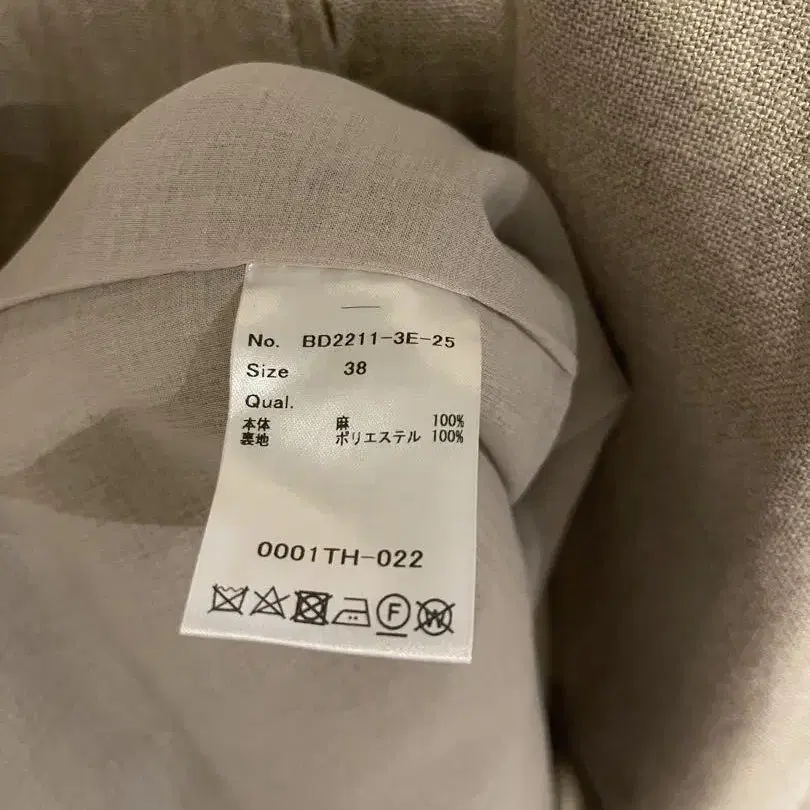 No. BD2211-3E-25
Size 38
Qual.
本体 麻 100%
裏地 ポリエステル 100%
0001TH-022
F W